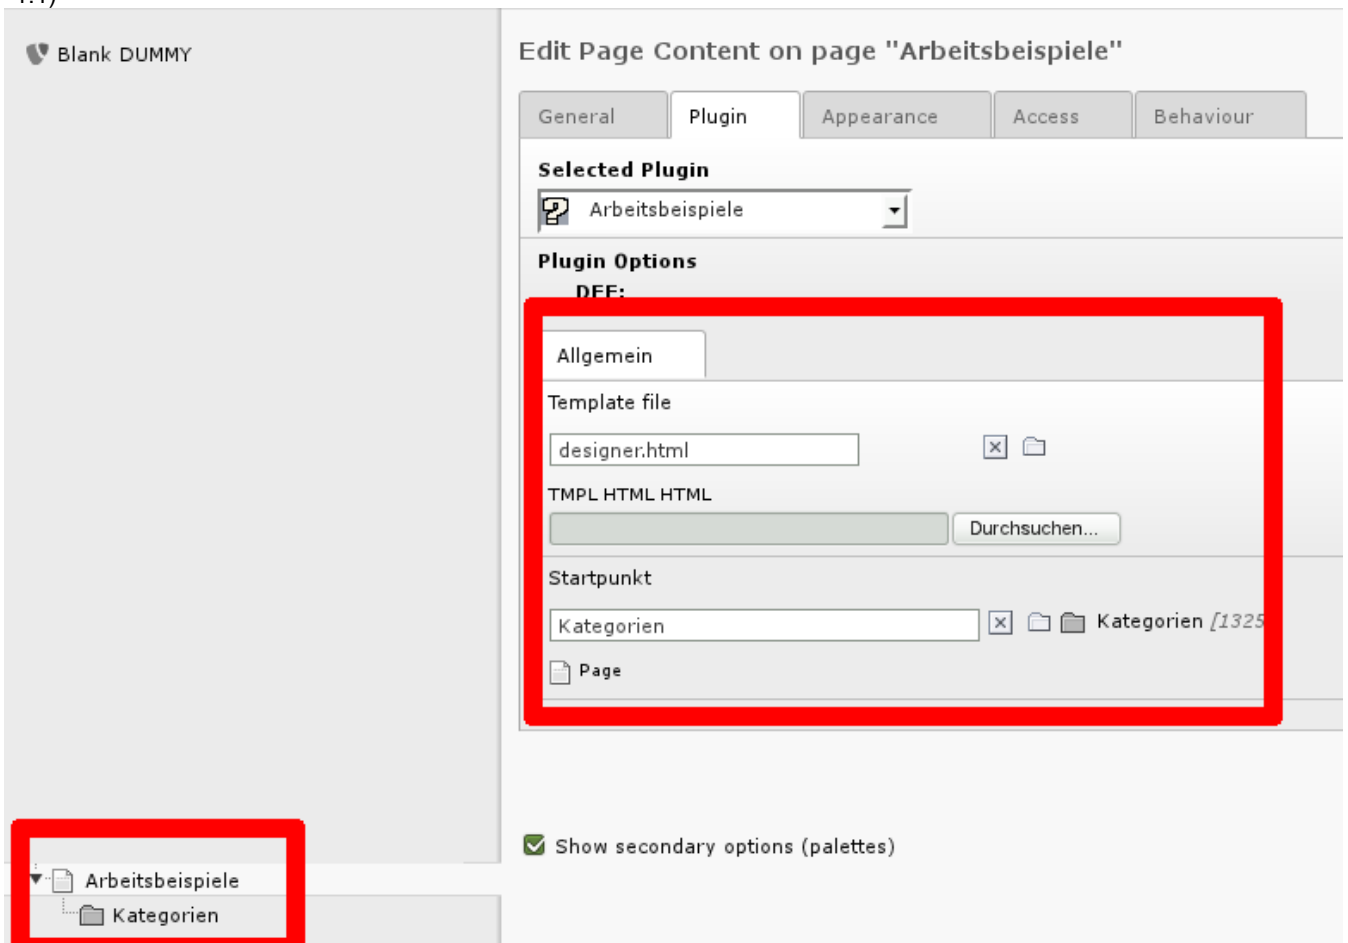 Blank DUMMY
Edit Page Content on page "Arbeitsbeispiele"
General Plugin Appearance Access Behaviour
Selected Plugin
Arbeitsbeispiele
Plugin Options
DEF:
Allgemein
Template file
designer.html
TMPL HTML HTML
Durchsuchen...
Startpunkt
Kategorien
Kategorien [1325
Page
Show secondary options (palettes)
Arbeitsbeispiele
Kategorien